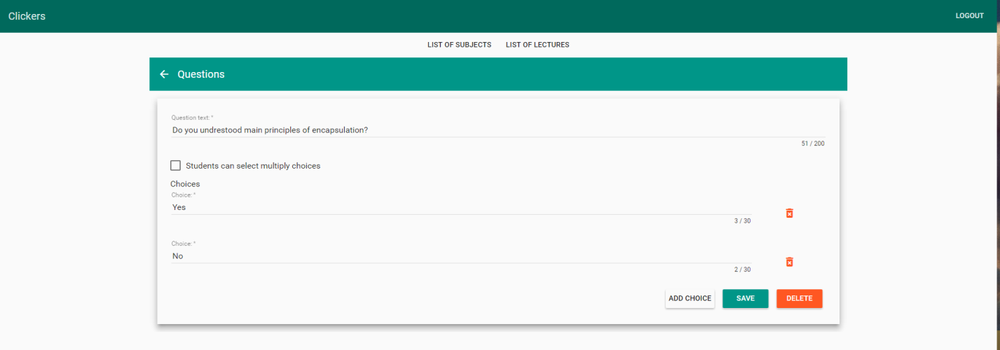 Clickers
LOGOUT
LIST OF SUBJECTS LIST OF LECTURES
Questions
Question text: *
Do you undrestood main principles of encapsulation?
51 / 200
Students can select multiply choices
Choices
Choice: *
Yes
3 / 30
Choice: *
No
2 / 30
ADD CHOICE SAVE DELETE